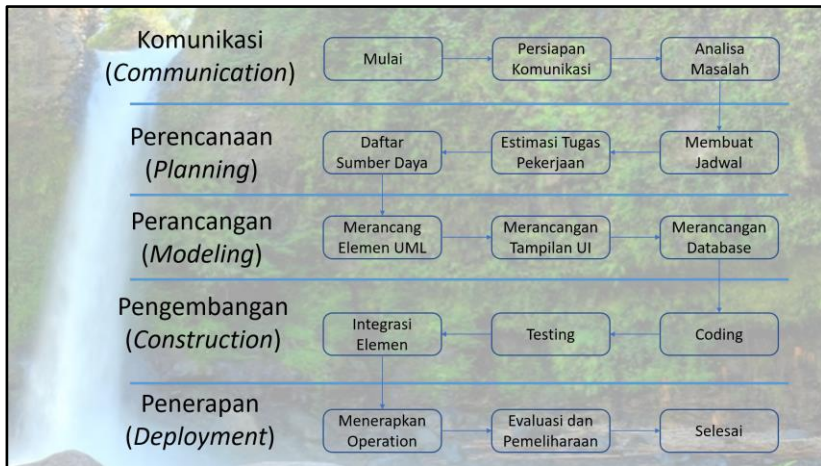 Komunikasi
(Communication)
Mulai
Persiapan
Komunikasi
Analisa
Masalah
Perencanaan
(Planning)
Daftar
Sumber Daya
Estimasi Tugas
Pekerjaan
Membuat
Jadwal
Perancangan
(Modeling)
Merancang
Elemen UML
Merancangan
Tampilan UI
Merancangan
Database
Pengembangan
(Construction)
Integrasi
Elemen
Testing
Coding
Penerapan
(Deployment)
Menerapkan
Operation
Evaluasi dan
Pemeliharaan
Selesai